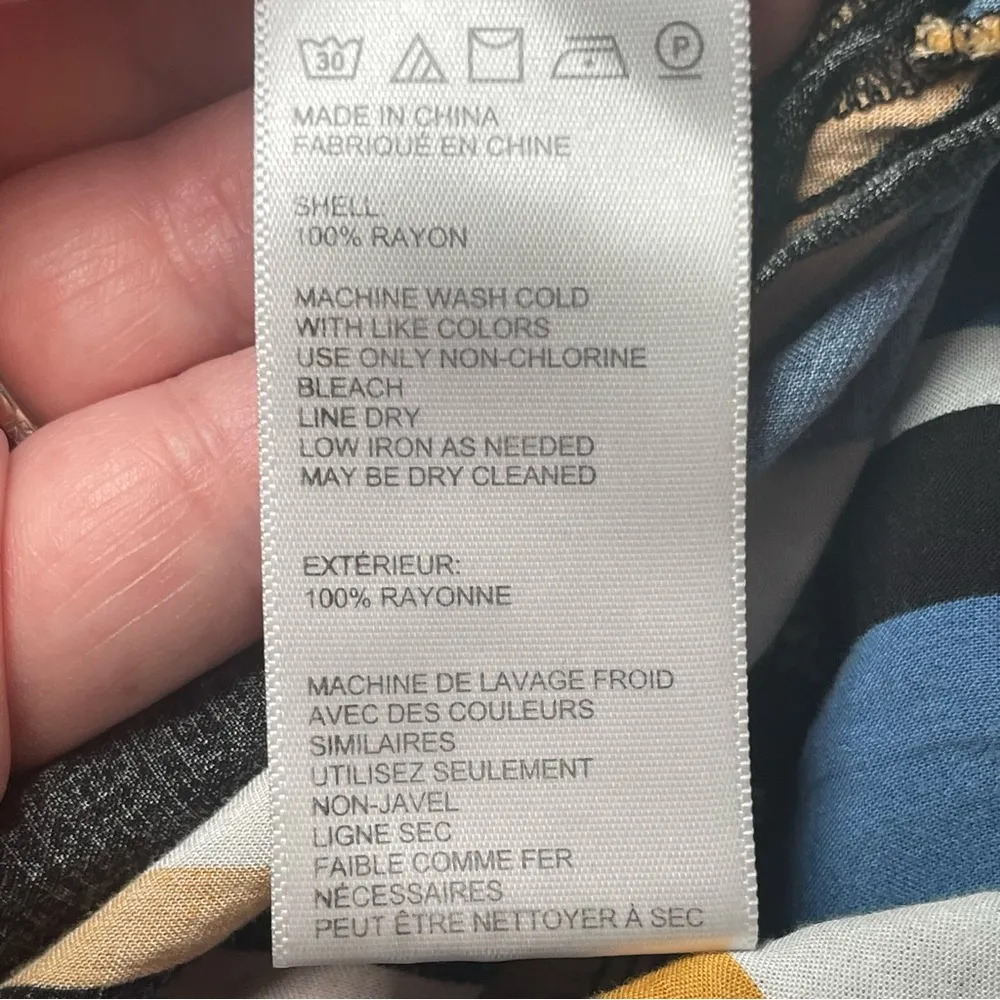 30 P
MADE IN CHINA
FABRIQUÉ EN CHINE
SHELL:
100% RAYON
MACHINE WASH COLD
WITH LIKE COLORS
USE ONLY NON-CHLORINE
BLEACH
LINE DRY
LOW IRON AS NEEDED
MAY BE DRY CLEANED
EXTÉRIEUR:
100% RAYONNE
MACHINE DE LAVAGE FROID
AVEC DES COULEURS
SIMILAIRES
UTILISEZ SEULEMENT
NON-JAVEL
LIGNE SEC
FAIBLE COMME FER
NÉCESSAIRES
PEUT ÊTRE NETTOYER À SEC